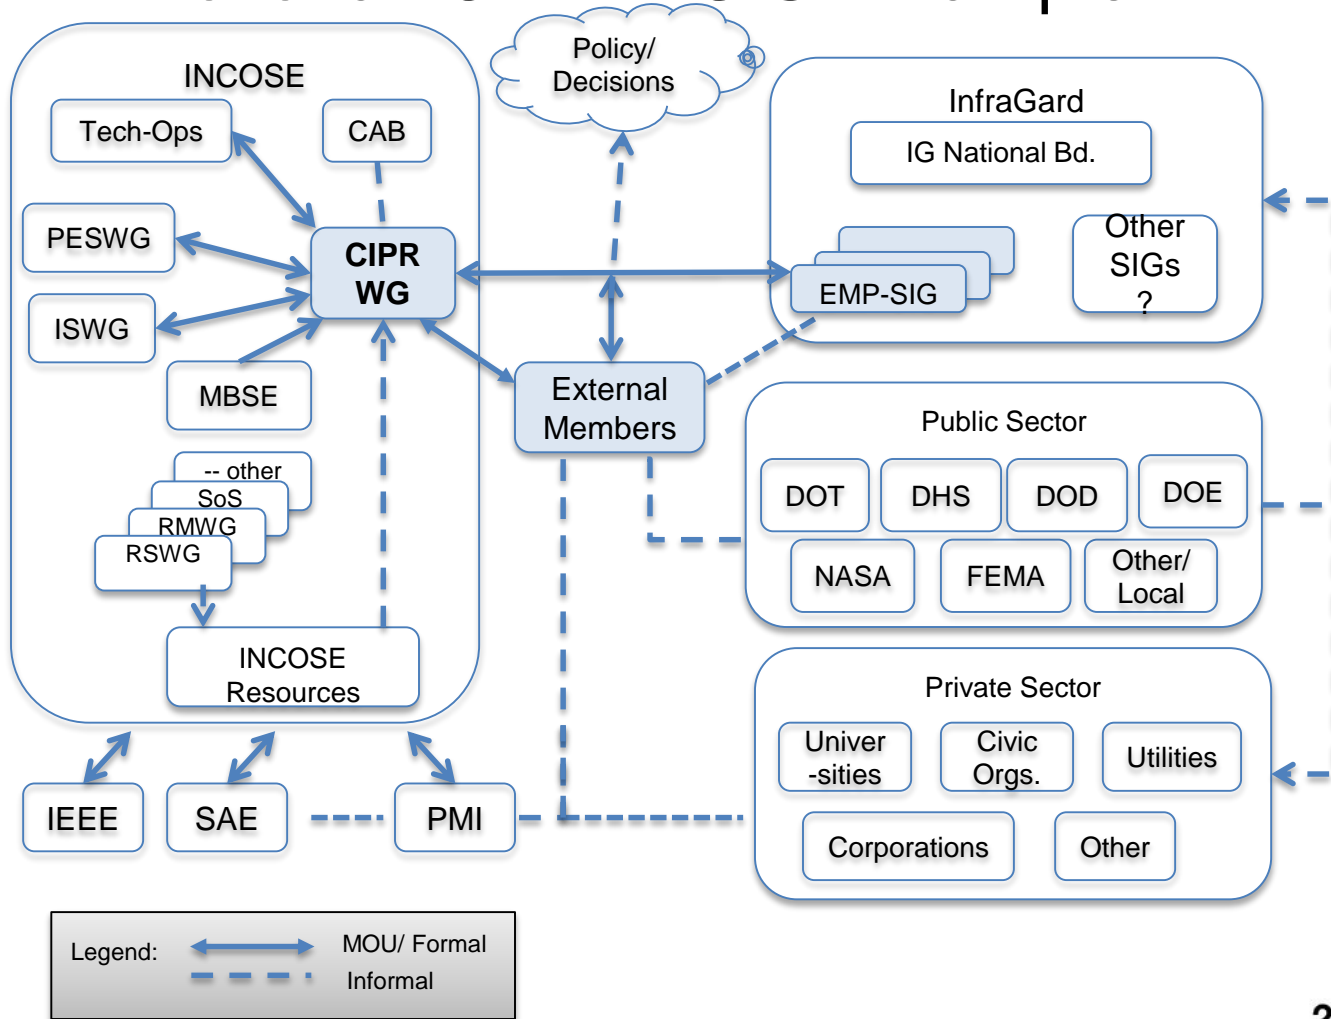 Policy/
Decisions
INCOSE
InfraGard
Tech-Ops
CAB
IG National Bd.
PESWG
CIPR
WG
Other
SIGs
?
EMP-SIG
ISWG
MBSE
External
Members
Public Sector
-- other
SoS
RMWG
RSWG
DOT
DHS
DOD
DOE
NASA
FEMA
Other/
Local
INCOSE
Resources
Private Sector
Univer
-sities
Civic
Orgs.
Utilities
IEEE
SAE
PMI
Corporations
Other
Legend:
MOU/ Formal
Informal